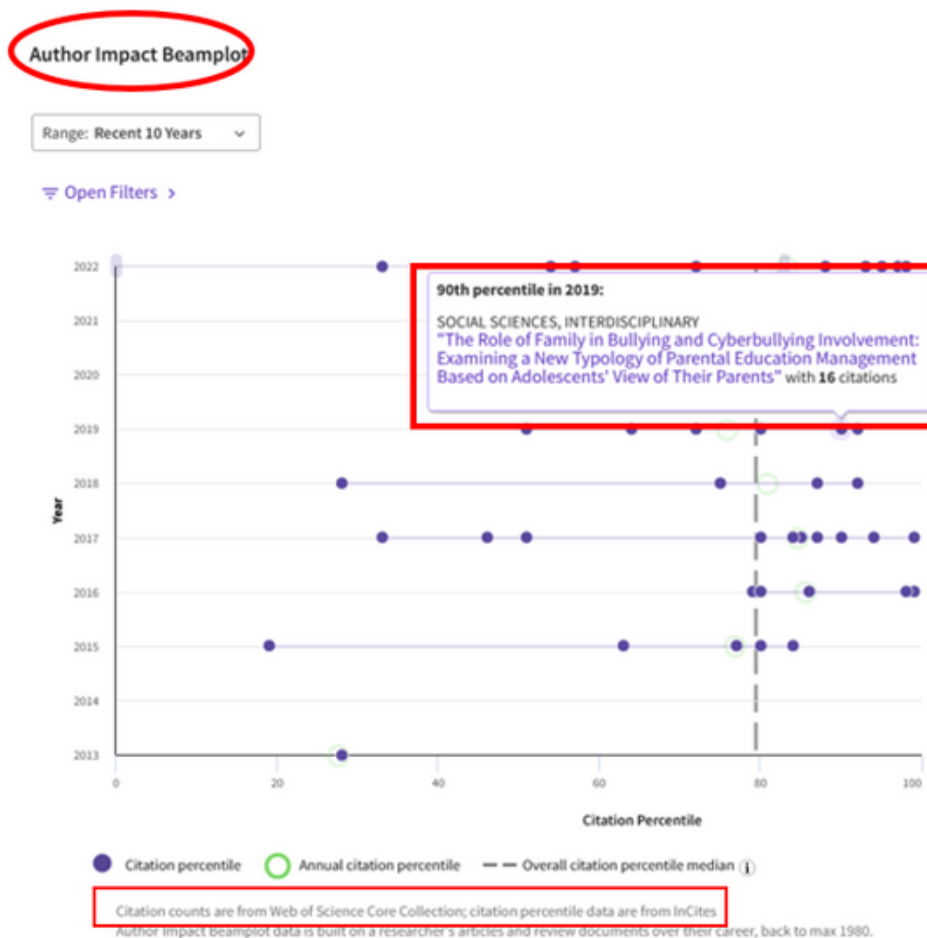 Author Impact Beamplot
Range: Recent 10 Years
Open Filters >
2022
2021
2020
2019
2018
2017
2016
2015
2014
2013
Year
90th percentile in 2019:
SOCIAL SCIENCES, INTERDISCIPLINARY
"The Role of Family in Bullying and Cyberbullying Involvement:
Examining a New Typology of Parental Education Management
Based on Adolescents' View of Their Parents" with 16 citations
0 20 40 60 80 100
Citation Percentile
Citation percentile Annual citation percentile Overall citation percentile median i
Citation counts are from Web of Science Core Collection; citation percentile data are from InCites
Author Impact Beamplot data is built on a researcher's articles and review documents over their career, back to max 1980.